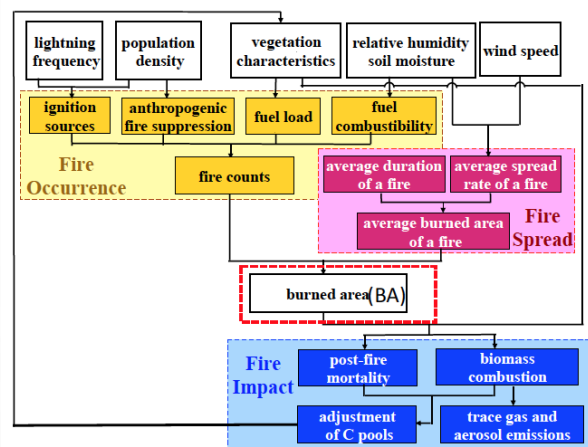 lightning
frequency
population
density
vegetation
characteristics
relative humidity
soil moisture
wind speed
ignition
sources
anthropogenic
fire suppression
fuel load
fuel
combustibility
Fire
Occurrence
fire counts
average duration
of a fire
average spread
rate of a fire
average burned area
of a fire
Fire
Spread
burned area(BA)
Fire
Impact
post-fire
mortality
biomass
combustion
adjustment
of C pools
trace gas and
aerosol emissions